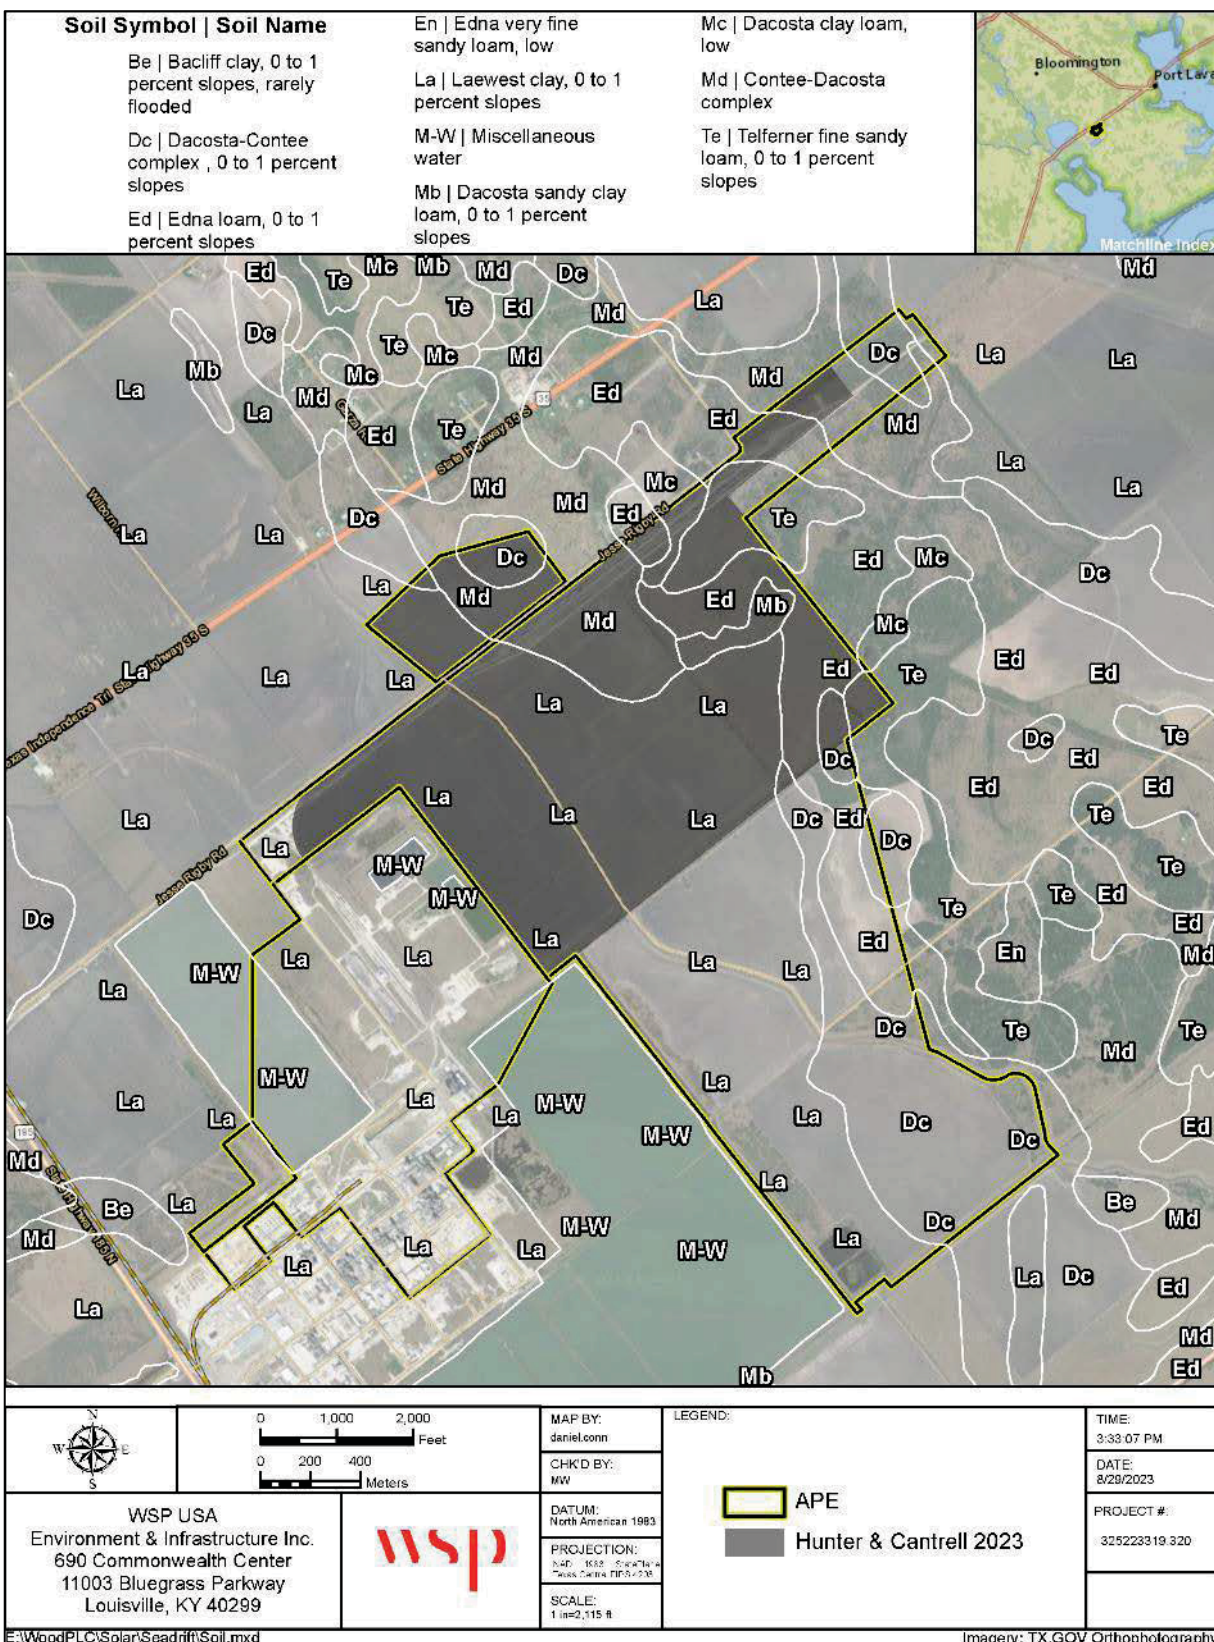 Soil Symbol | Soil Name
Be | Bacliff clay, 0 to 1
percent slopes, rarely
flooded
Dc | Dacosta-Contee
complex , 0 to 1 percent
slopes
Ed | Edna loam, 0 to 1
percent slopes
En | Edna very fine
sandy loam, low
La | Laewest clay, 0 to 1
percent slopes
M-W | Miscellaneous
water
Mb | Dacosta sandy clay
loam, 0 to 1 percent
slopes
Mc | Dacosta clay loam,
low
Md | Contee-Dacosta
complex
Te | Telferner fine sandy
loam, 0 to 1 percent
slopes
Bloomington
Port Lava
Matchline Index
Ed Te Mc Mb Md Dc Md
Te Ed Md La
Dc Te Mc Md Dc La La
Mb Mc Md
La Md Ed
La Ed Te Ed Md
State Highway 35 S
35
Md Md Mc La La
Wilborn
La La Dc Ed Te
Jesse Rigby Rd
Dc Ed Mc Dc
La Md Ed Mb
Md Mc
State Highway 35 S
La La La Ed Te Ed Ed
La La
Dc Te
Dc Ed
La Ed Ed
La La La Dc Ed Te
La Dc
Jesse Rigby Rd
M-W Te
M-W Te Ed
Dc Te Ed
La Ed
La La La La En Md
M-W
La
Dc Te Te
Md
M-W La
La La La M-W La Dc
La M-W Dc Ed
185
Md
State Highway 185 N
La La
Be Be
Md M-W Dc Md
La La M-W La
La La Dc Ed
La
Md
Mb Ed
N
W E
S
0 1,000 2,000
Feet
0 200 400
Meters
WSP USA
Environment & Infrastructure Inc.
690 Commonwealth Center
11003 Bluegrass Parkway
Louisville, KY 40299
wsp
MAP BY:
daniel.conn
CHK'D BY:
MW
DATUM:
North American 1983
PROJECTION:
SCALE:
1 in=2,115 ft
LEGEND:
APE
Hunter & Cantrell 2023
TIME:
3:33:07 PM
DATE:
8/29/2023
PROJECT #:
325223319.320
E:\WoodPLC\Solar\Seadrift\Soil.mxd
Imagery: TX.GOV Orthophotography